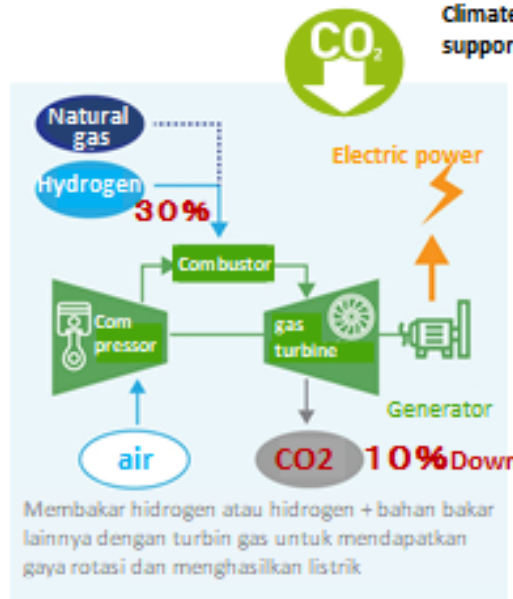 Climate
suppor
CO2
Natural
gas
Hydrogen
30%
Electric power
Combustor
Com
pressor
gas
turbine
Generator
air
CO2
10% Down
Membakar hidrogen atau hidrogen + bahan bakar
lainnya dengan turbin gas untuk mendapatkan
gaya rotasi dan menghasilkan listrik